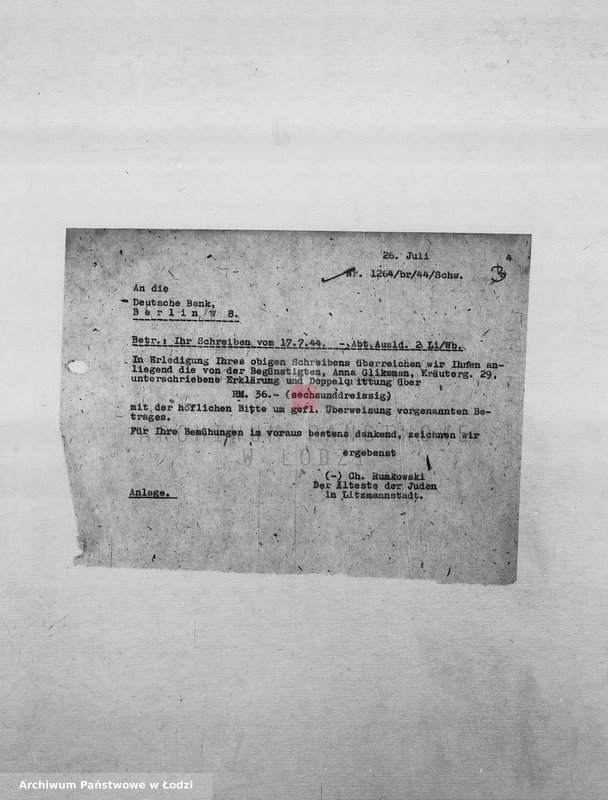 26. Juli 4
Nr. 1264/br/44/Schw.
An die
Deutsche Bank,
Berlin W 8.
Betr.: Ihr Schreiben vom 17.7.44. - Abt.Ausld. 2 Li/Wb.
In Erledigung Ihres obigen Schreibens überreichen wir Ihnen an-
liegend die von der Begünstigten, Anna Gliksman, Kräuterg. 29,
unterschriebene Erklärung und Doppelquittung über
RM. 36.- (sechsunddreissig)
mit der höflichen Bitte um gefl. Überweisung vorgenannten Be-
trages.
Für Ihre Bemühungen im voraus bestens dankend, zeichnen wir
W ŁODZI
ergebenst
(-) Ch. Rumkowski
Der Älteste der Juden
in Litzmannstadt.
Anlage.
Archiwum Państwowe w Łodzi